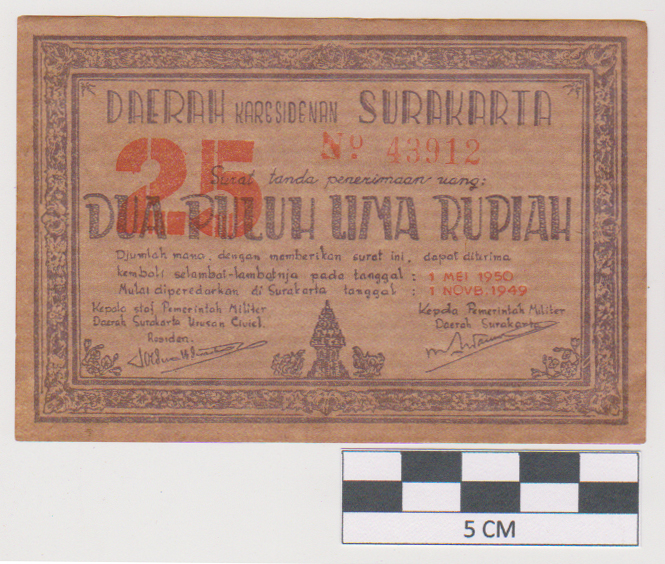 DAERAH KARESIDENAN SURAKARTA
25
Nº 43912
Surat tanda penerimaan uang:
DUA PULUH LIMA RUPIAH
Djumlah mana, dengan memberikan surat ini, dapat diterima
kembali selambat-lambatnja pada tanggal : 1 MEI 1950
Mulai diperedarkan di Surakarta tanggal : 1 NOVB. 1949
Kepala staf Pemerintah Militer
Daerah Surakarta Urusan Civiel.
Residen.
Kepala Pemerintah Militer
Daerah Surakarta
5 CM